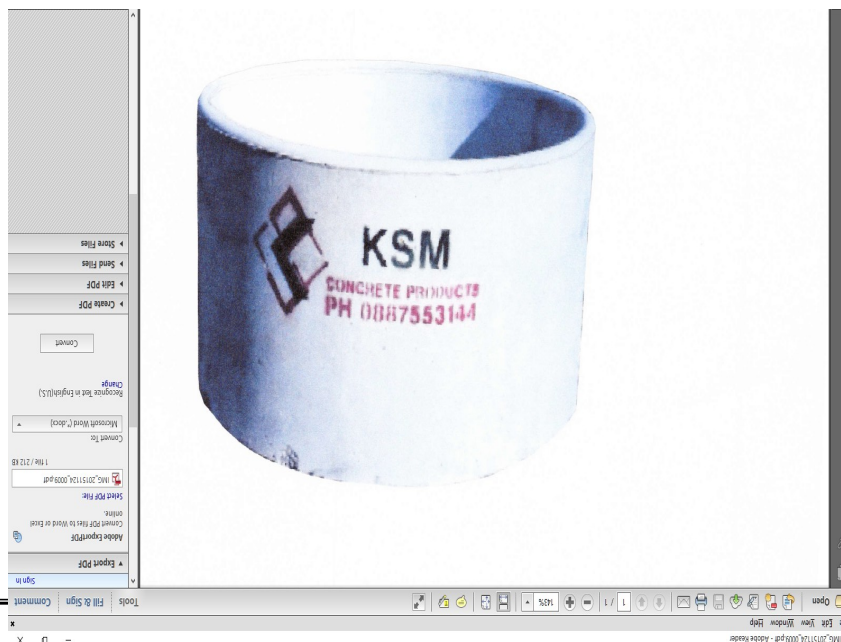 IMG_20151124_0009.pdf - Adobe Reader
Edit View Window Help
Open 1 / 1 143% Tools Fill & Sign Comment
Sign In
Export PDF
Adobe ExportPDF
Convert PDF files to Word or Excel
online.
Select PDF File:
IMG_20151124_0009.pdf
1 file / 212 KB
Convert To:
Microsoft Word (*.docx)
Recognize Text in English(U.S.)
Change
Convert
Create PDF
Edit PDF
Send Files
Store Files
KSM
CONCRETE PRODUCTS
PH 0887553144